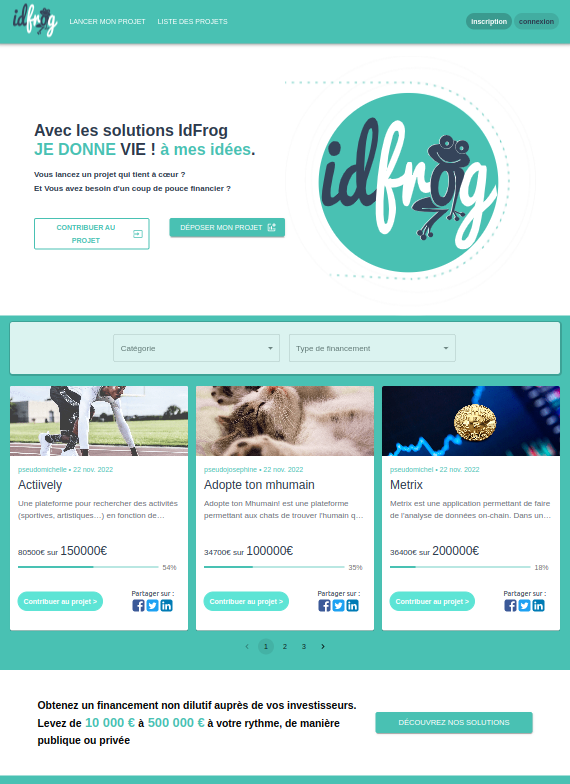 idfrog LANCER MON PROJET LISTE DES PROJETS inscription connexion
Avec les solutions IdFrog
JE DONNE VIE ! à mes idées.
Vous lancez un projet qui tient à cœur ?
Et Vous avez besoin d'un coup de pouce financier ?
CONTRIBUER AU
PROJET
DÉPOSER MON PROJET
idfrog
Catégorie Type de financement
pseudomichelle • 22 nov. 2022
Actiively
Une plateforme pour rechercher des activités
(sportives, artistiques...) en fonction de…
80500€ sur 150000€
54%
Contribuer au projet > Partager sur :
pseudojosephine • 22 nov. 2022
Adopte ton mhumain
Adopte ton Mhumain! est une plateforme
permettant aux chats de trouver l'humain q…
34700€ sur 100000€
35%
Contribuer au projet > Partager sur :
pseudomichel • 22 nov. 2022
Metrix
Metrix est une application permettant de faire
de l'analyse de données on-chain. Dans un…
36400€ sur 200000€
18%
Contribuer au projet > Partager sur :
‹ 1 2 3 ›
Obtenez un financement non dilutif auprès de vos investisseurs.
Levez de 10 000 € à 500 000 € à votre rythme, de manière
publique ou privée
DÉCOUVREZ NOS SOLUTIONS